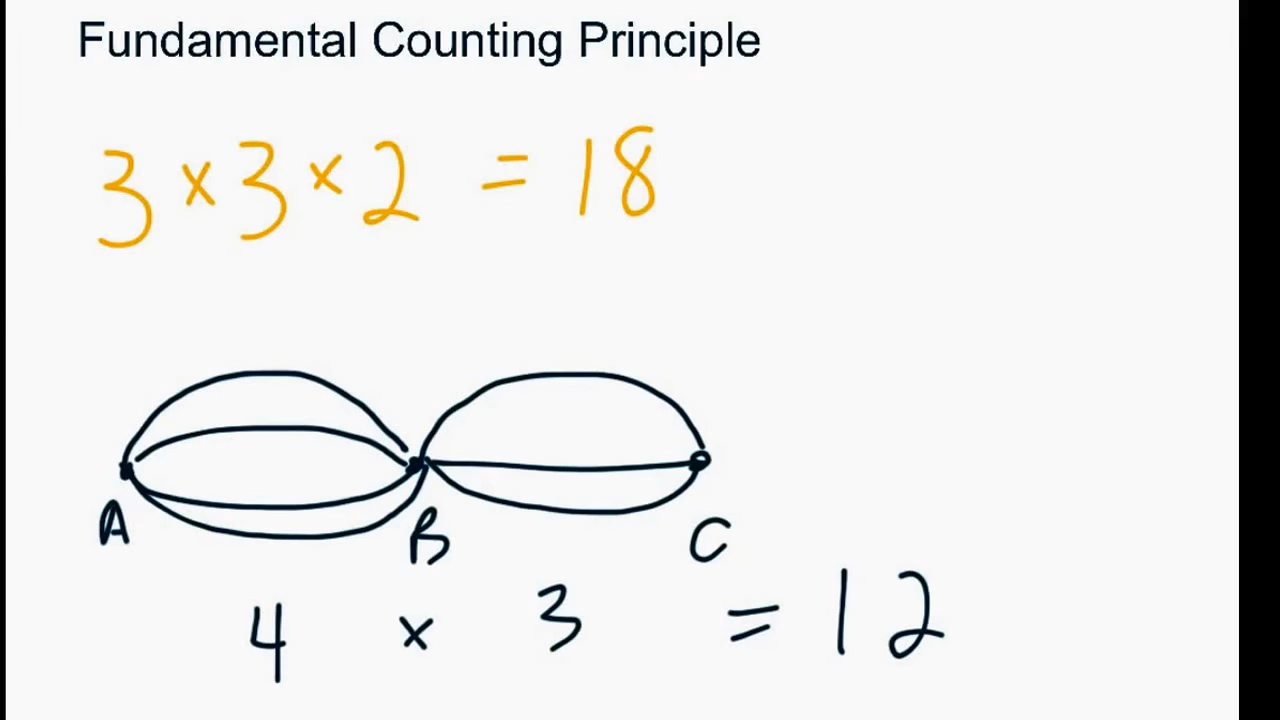 Fundamental Counting Principle
3 × 3 × 2 = 18
A B C
4 × 3 = 12